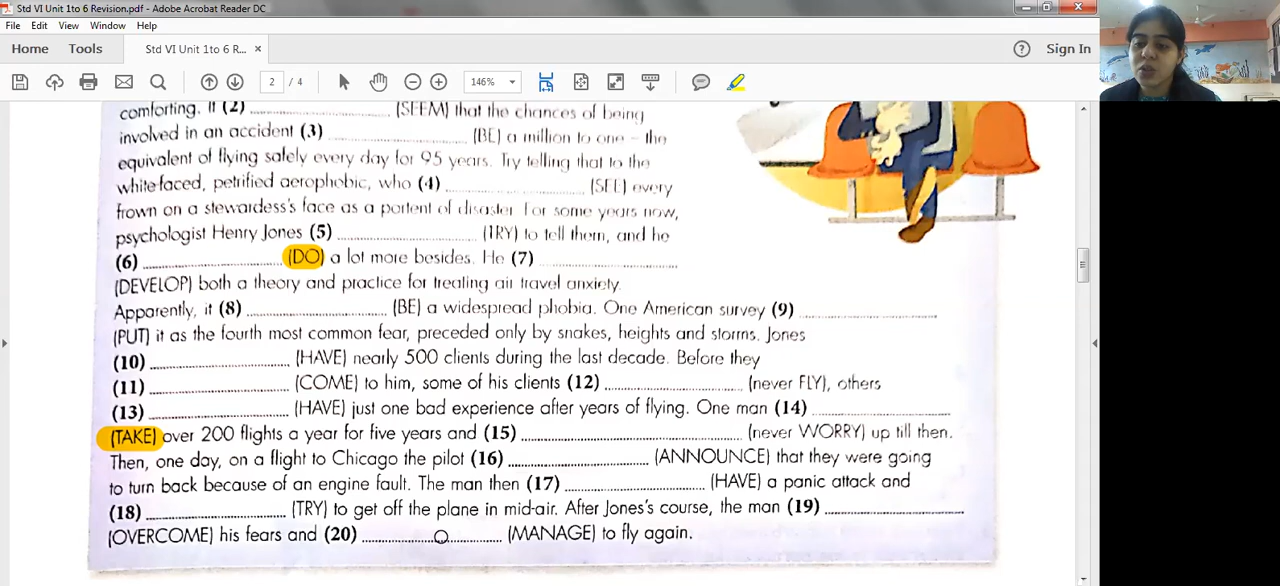 Std VI Unit 1to 6 Revision.pdf - Adobe Acrobat Reader DC
File Edit View Window Help
Home Tools Std VI Unit 1to 6 R... × Sign In
2 / 4 146%
comforting. It (2) .............................. (SEEM) that the chances of being
involved in an accident (3) .............................. (BE) a million to one – the
equivalent of flying safely every day for 95 years. Try telling that to the
white-faced, petrified aerophobic, who (4) .............................. (SEE) every
frown on a stewardess's face as a portent of disaster. For some years now,
psychologist Henry Jones (5) .............................. (TRY) to tell them, and he
(6) .............................. (DO) a lot more besides. He (7) ..............................
(DEVELOP) both a theory and practice for treating air travel anxiety.
Apparently, it (8) .............................. (BE) a widespread phobia. One American survey (9) ..............................
(PUT) it as the fourth most common fear, preceded only by snakes, heights and storms. Jones
(10) .............................. (HAVE) nearly 500 clients during the last decade. Before they
(11) .............................. (COME) to him, some of his clients (12) .............................. (never FLY), others
(13) .............................. (HAVE) just one bad experience after years of flying. One man (14) ..............................
(TAKE) over 200 flights a year for five years and (15) .............................. (never WORRY) up till then.
Then, one day, on a flight to Chicago the pilot (16) .............................. (ANNOUNCE) that they were going
to turn back because of an engine fault. The man then (17) .............................. (HAVE) a panic attack and
(18) .............................. (TRY) to get off the plane in mid-air. After Jones's course, the man (19) ..............................
(OVERCOME) his fears and (20) .............................. (MANAGE) to fly again.